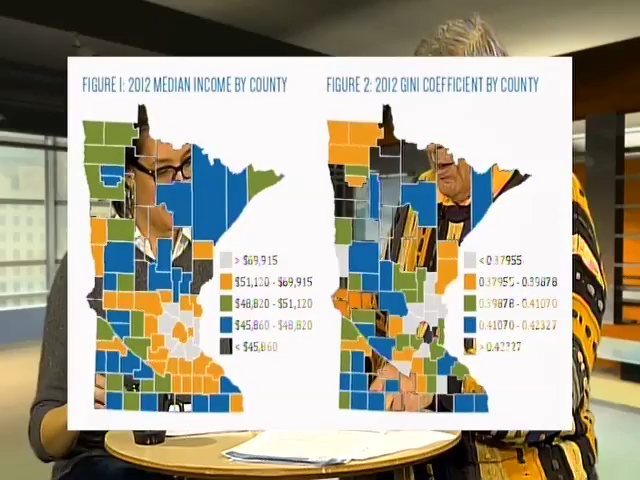 FIGURE 1: 2012 MEDIAN INCOME BY COUNTY
> $69,915
$51,120 - $69,915
$48,820 - $51,120
$45,860 - $48,820
< $45,860
FIGURE 2: 2012 GINI COEFFICIENT BY COUNTY
< 0.37955
0.37955 - 0.39878
0.39878 - 0.41070
0.41070 - 0.42327
> 0.42327